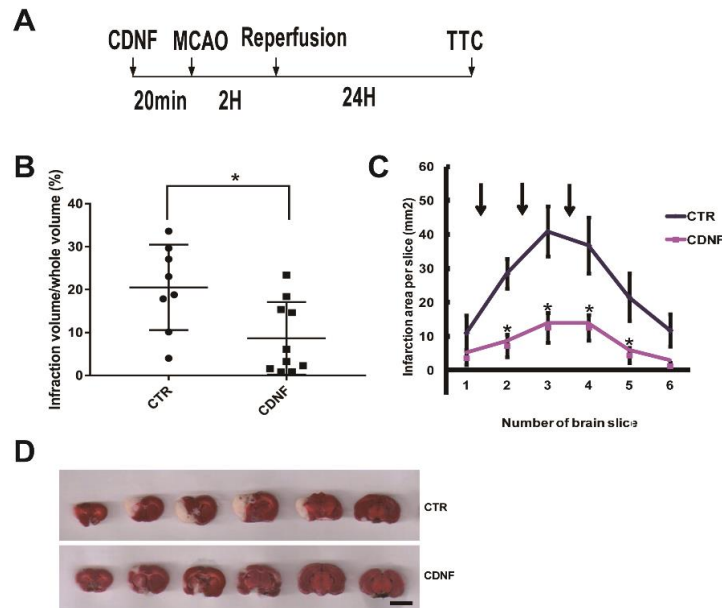 A
CDNF MCAO Reperfusion TTC
20min 2H 24H
B
Infraction volume/whole volume (%)
40
30
20
10
0
*
CTR
CDNF
C
Infarction area per slice (mm2)
60
50
40
30
20
10
0
CTR
CDNF
* * * *
1 2 3 4 5 6
Number of brain slice
D
CTR
CDNF